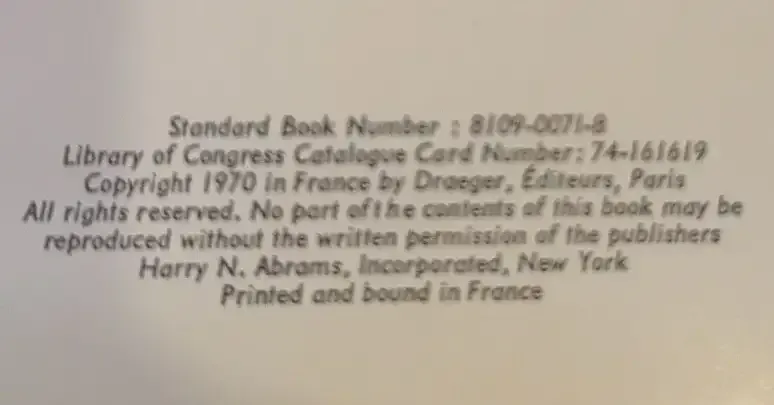 Standard Book Number : 8109-0071-8
Library of Congress Catalogue Card Number: 74-161619
Copyright 1970 in France by Draeger, Éditeurs, Paris
All rights reserved. No part of the contents of this book may be
reproduced without the written permission of the publishers
Harry N. Abrams, Incorporated, New York
Printed and bound in France